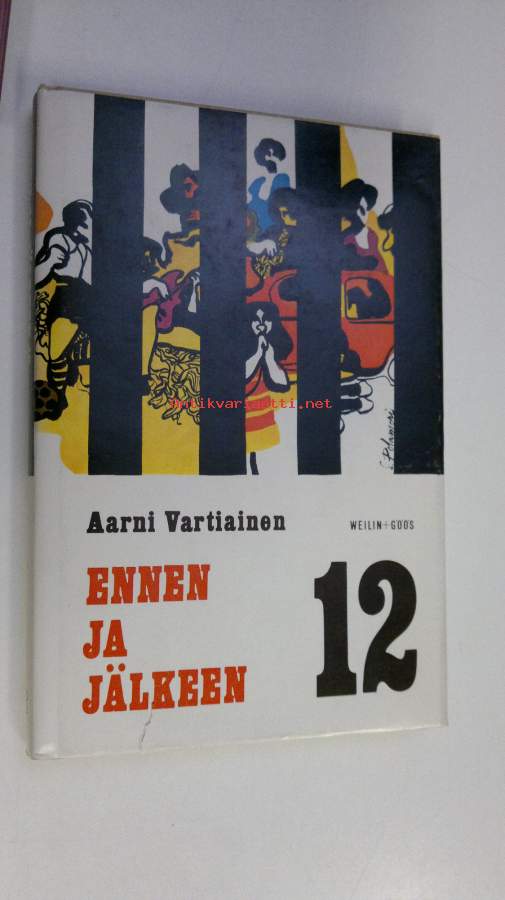 antikvariaatti.net
Aarni Vartiainen
WEILIN+GÖÖS
ENNEN
JA
JÄLKEEN
12